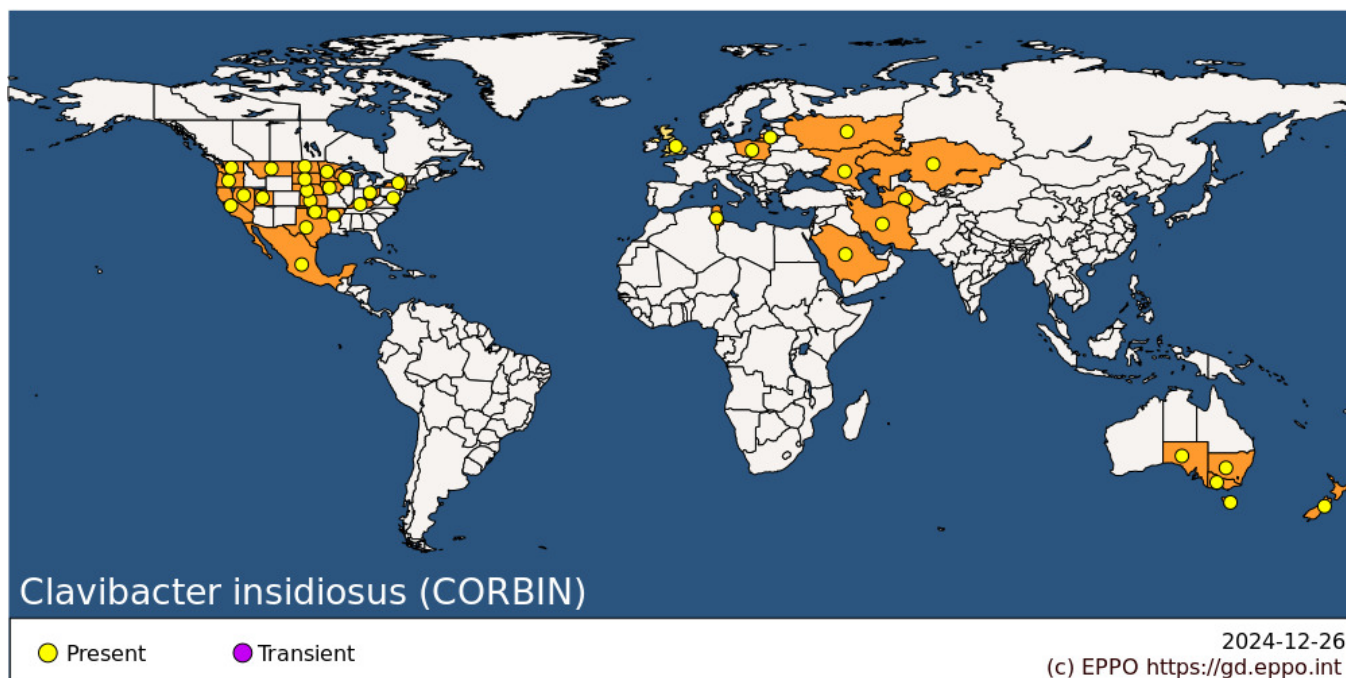 Clavibacter insidiosus (CORBIN)
Present
Transient
2024-12-26
(c) EPPO https://gd.eppo.int